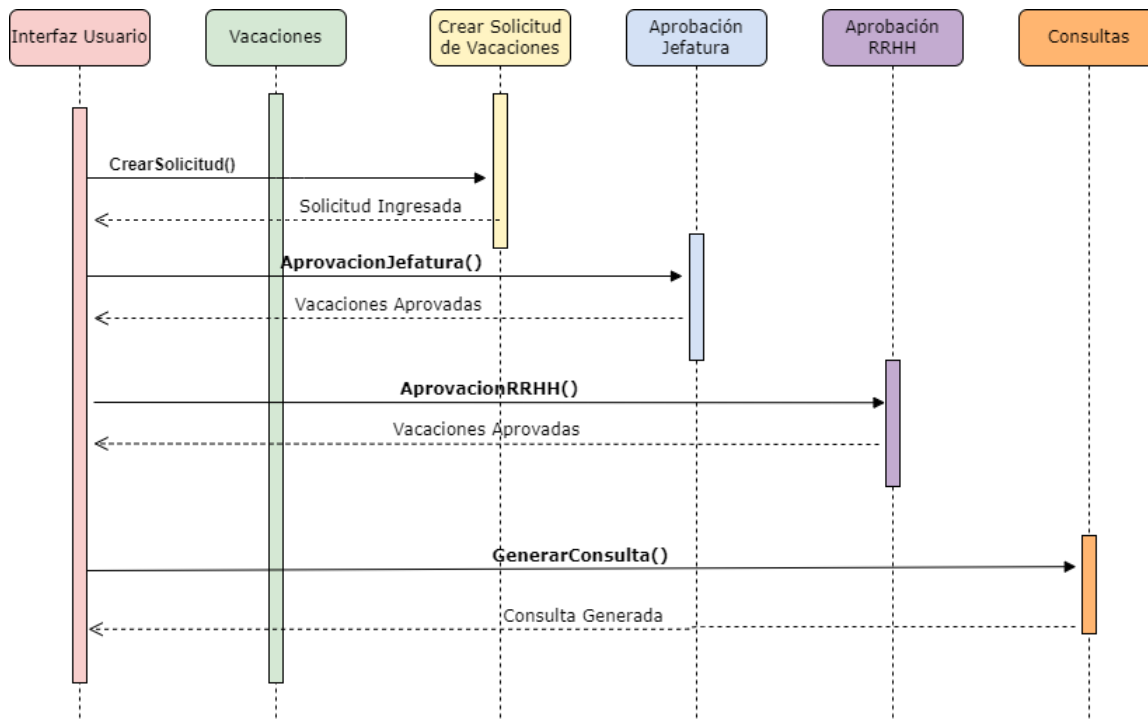 Interfaz Usuario
Vacaciones
Crear Solicitud
de Vacaciones
Aprobación
Jefatura
Aprobación
RRHH
Consultas
CrearSolicitud()
Solicitud Ingresada
AprovacionJefatura()
Vacaciones Aprovadas
AprovacionRRHH()
Vacaciones Aprovadas
GenerarConsulta()
Consulta Generada